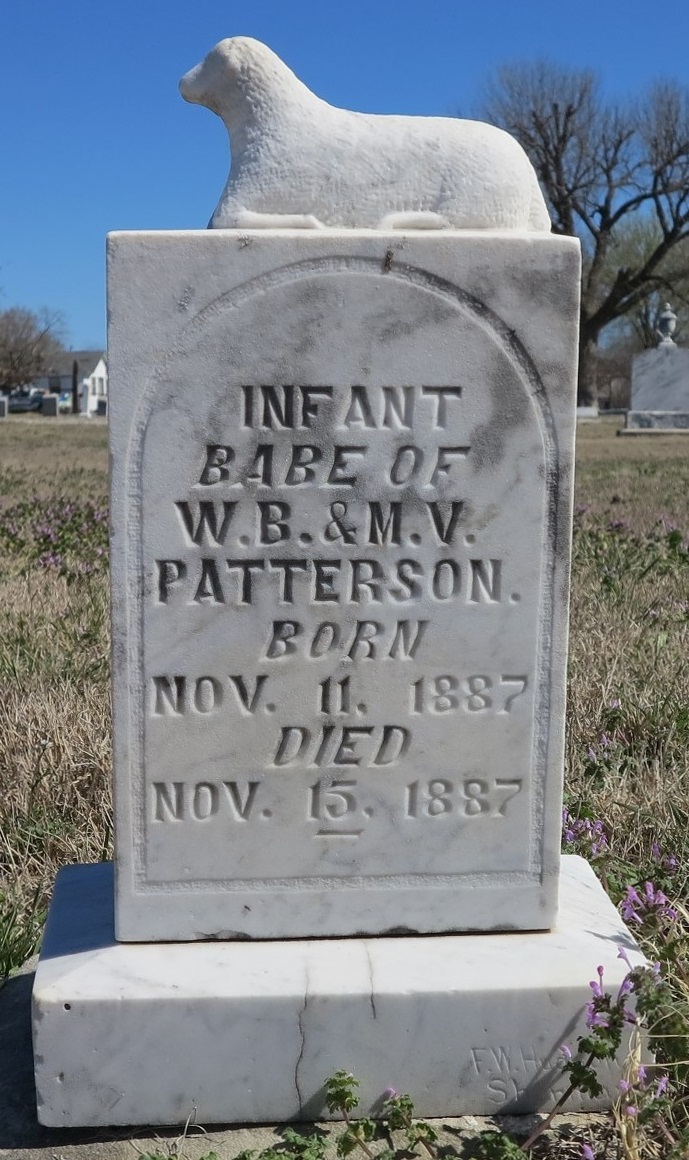 INFANT
BABE OF
W.B. & M.V.
PATTERSON.
BORN
NOV. 11. 1887
DIED
NOV. 15. 1887
F.W.